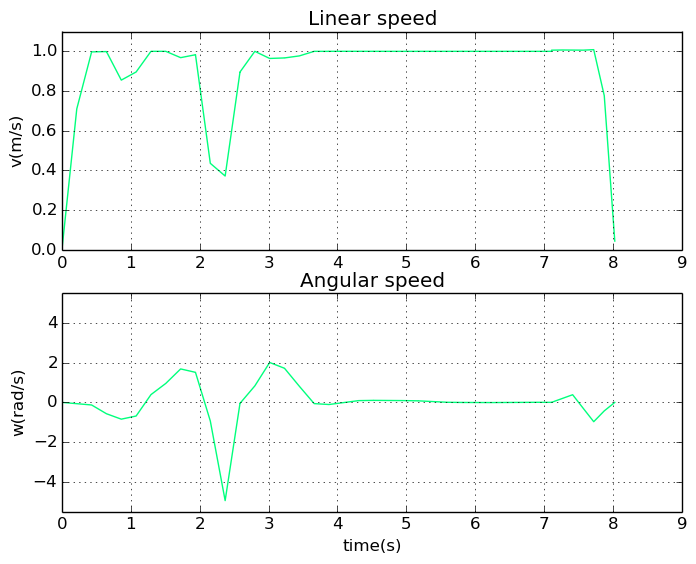 Linear speed
1.0
0.8
0.6
0.4
0.2
0.0
v(m/s)
0 1 2 3 4 5 6 7 8 9
Angular speed
4
2
0
−2
−4
w(rad/s)
0 1 2 3 4 5 6 7 8 9
time(s)